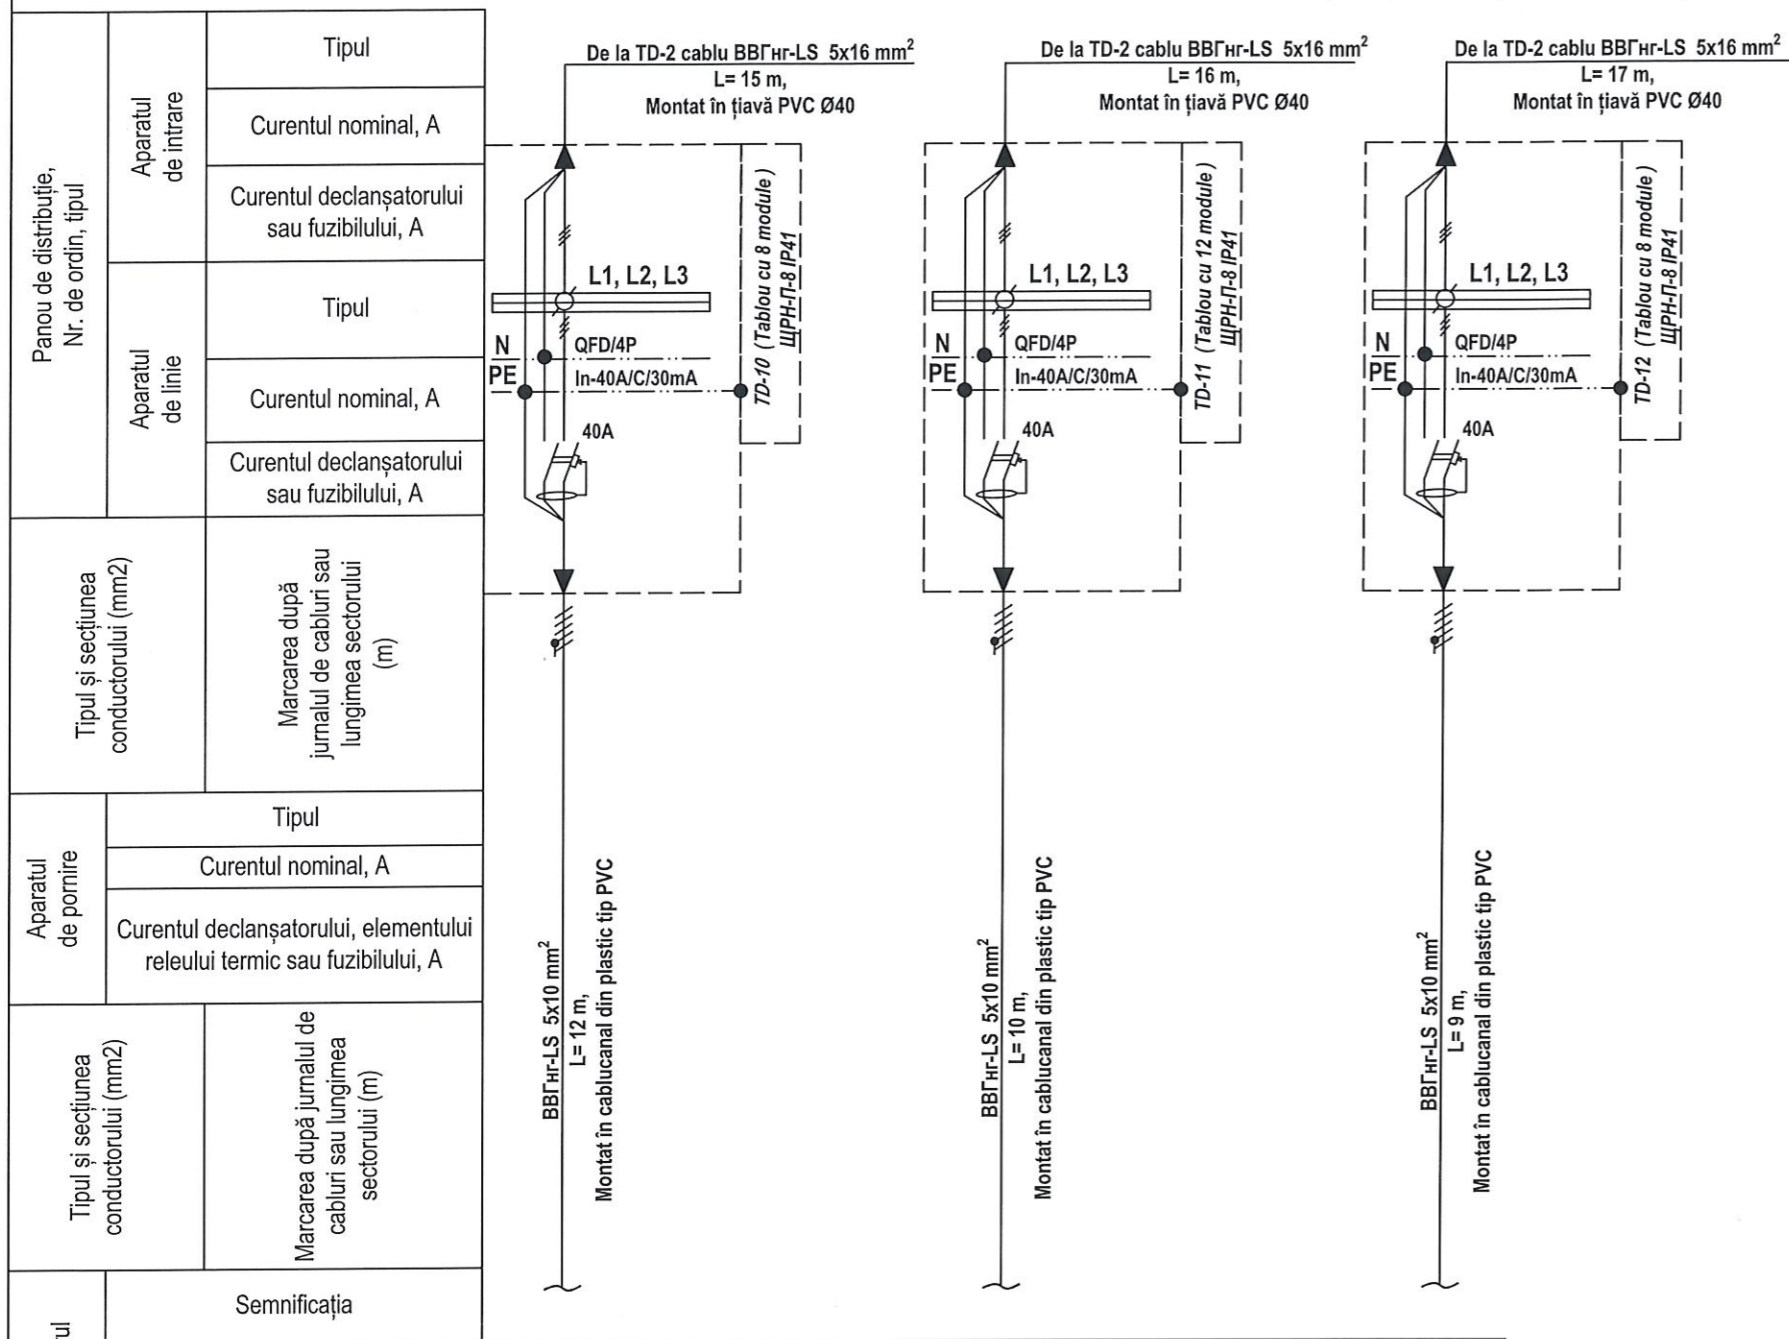 Panou de distribuție,
Nr. de ordin, tipul
Aparatul
de intrare
Tipul
Curentul nominal, A
Curentul declanșatorului
sau fuzibilului, A
Aparatul
de linie
Tipul
Curentul nominal, A
Curentul declanșatorului
sau fuzibilului, A
Tipul și secțiunea
conductorului (mm2)
Marcarea după
jurnalul de cabluri sau
lungimea sectorului
(m)
Aparatul
de pornire
Tipul
Curentul nominal, A
Curentul declanșatorului, elementului
releului termic sau fuzibilului, A
Tipul și secțiunea
conductorului (mm2)
Marcarea după jurnalul de
cabluri sau lungimea
sectorului (m)
Semnificația
De la TD-2 cablu ВВГнг-LS 5x16 mm²
L= 15 m,
Montat în țiavă PVC Ø40
L1, L2, L3
N
QFD/4P
PE
In-40A/C/30mA
40A
TD-10 (Tablou cu 8 module)
ЩРН-П-8 IP41
ВВГнг-LS 5x10 mm²
L= 12 m,
Montat în cablucanal din plastic tip PVC
De la TD-2 cablu ВВГнг-LS 5x16 mm²
L= 16 m,
Montat în țiavă PVC Ø40
L1, L2, L3
N
QFD/4P
PE
In-40A/C/30mA
40A
TD-11 (Tablou cu 12 module)
ЩРН-П-8 IP41
ВВГнг-LS 5x10 mm²
L= 10 m,
Montat în cablucanal din plastic tip PVC
De la TD-2 cablu ВВГнг-LS 5x16 mm²
L= 17 m,
Montat în țiavă PVC Ø40
L1, L2, L3
N
QFD/4P
PE
In-40A/C/30mA
40A
TD-12 (Tablou cu 8 module)
ЩРН-П-8 IP41
ВВГнг-LS 5x10 mm²
L= 9 m,
Montat în cablucanal din plastic tip PVC